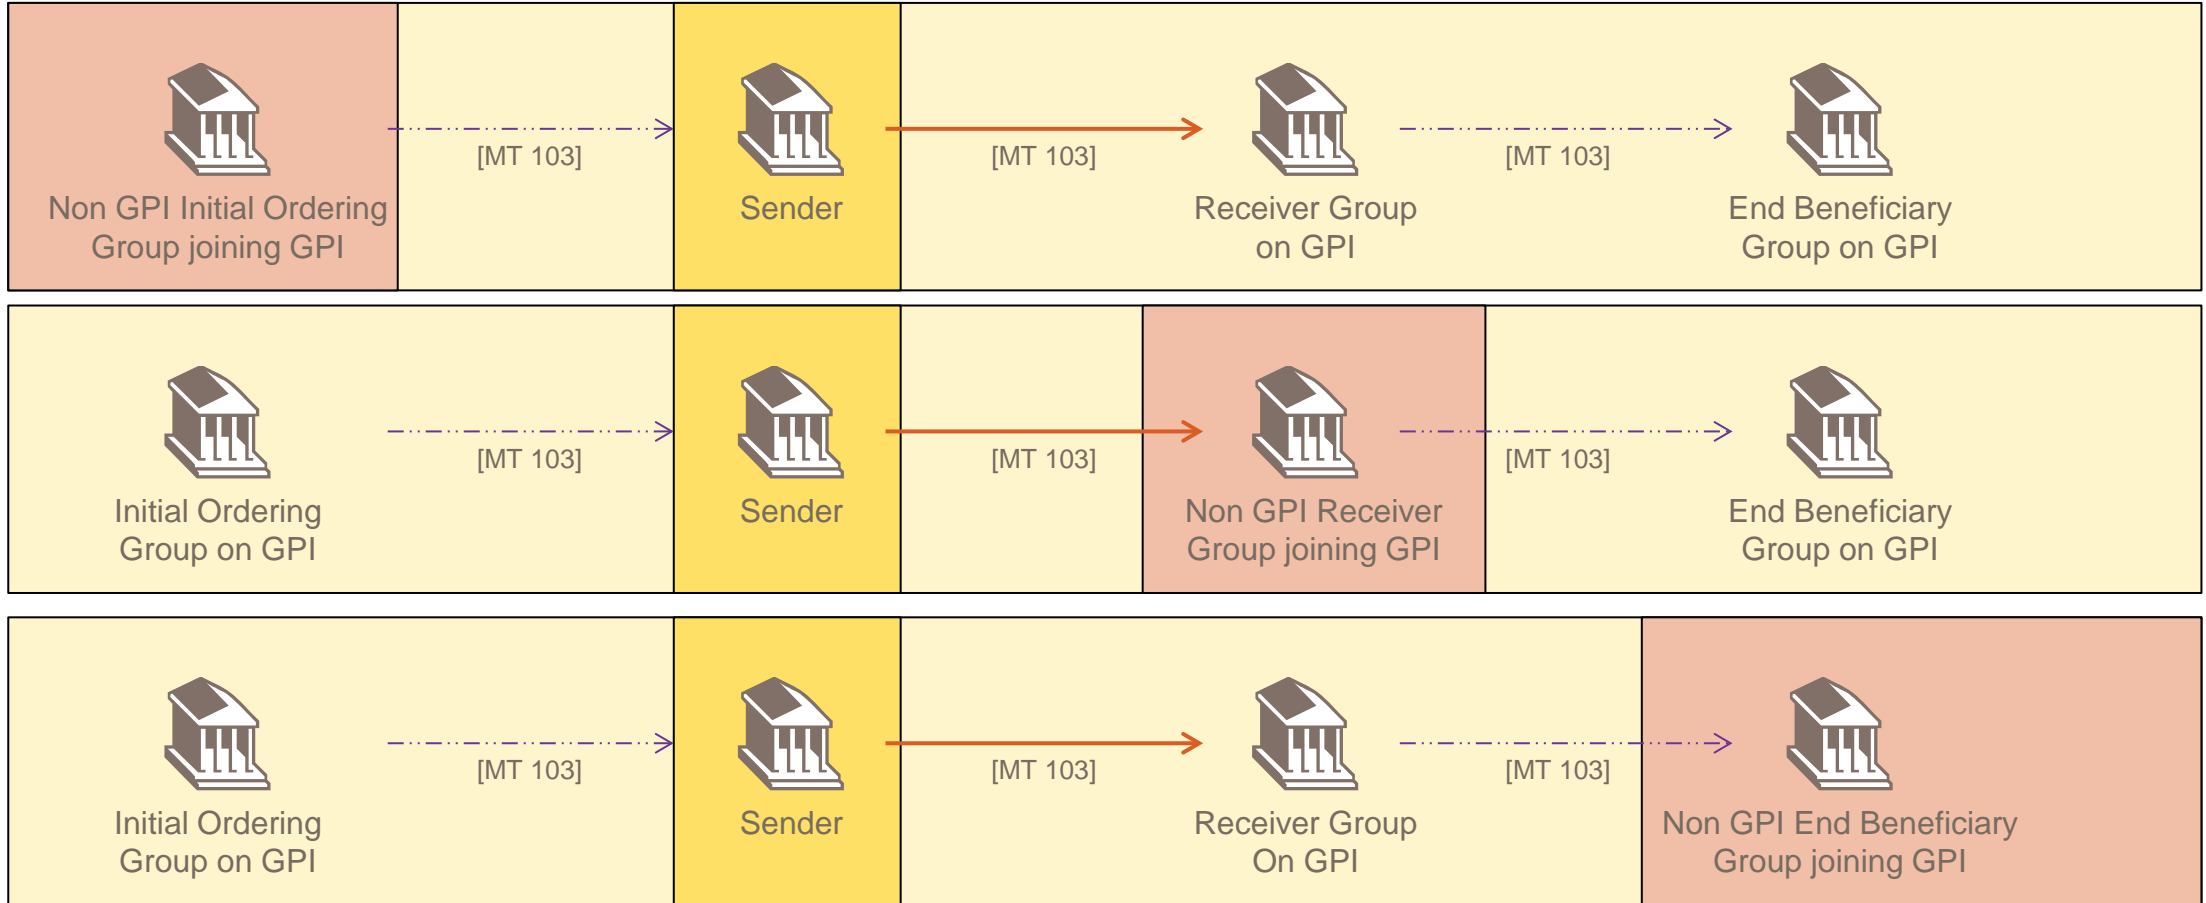 [MT 103]
[MT 103]
[MT 103]
Non GPI Initial Ordering
Group joining GPI
Sender
Receiver Group
on GPI
End Beneficiary
Group on GPI
[MT 103]
[MT 103]
[MT 103]
Initial Ordering
Group on GPI
Sender
Non GPI Receiver
Group joining GPI
End Beneficiary
Group on GPI
[MT 103]
[MT 103]
[MT 103]
Initial Ordering
Group on GPI
Sender
Receiver Group
On GPI
Non GPI End Beneficiary
Group joining GPI